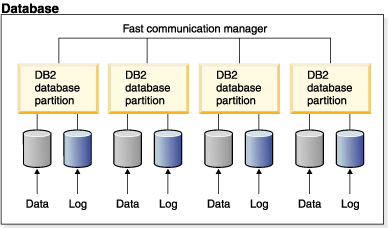 Database
Fast communication manager
DB2
database
partition
DB2
database
partition
DB2
database
partition
DB2
database
partition
Data Log Data Log Data Log Data Log